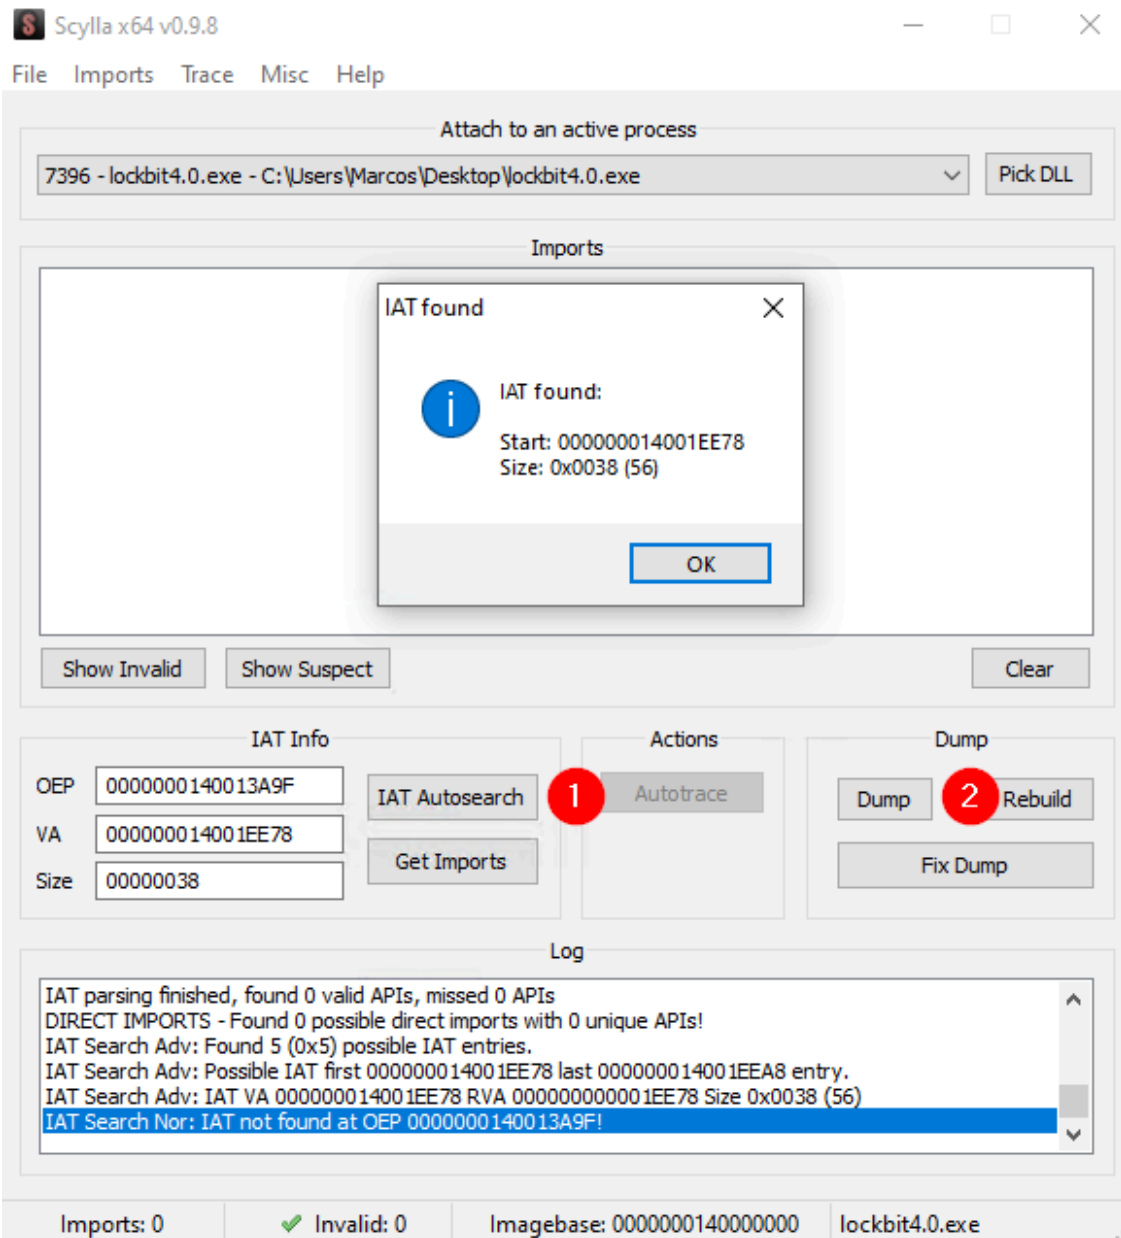 Scylla x64 v0.9.8
File Imports Trace Misc Help
Attach to an active process
7396 - lockbit4.0.exe - C:\Users\Marcos\Desktop\lockbit4.0.exe
Pick DLL
Imports
IAT found
IAT found:
Start: 000000014001EE78
Size: 0x0038 (56)
OK
Show Invalid
Show Suspect
Clear
IAT Info
OEP 0000000140013A9F
VA 000000014001EE78
Size 00000038
IAT Autosearch
1
Get Imports
Actions
Autotrace
Dump
Dump
2
Rebuild
Fix Dump
Log
IAT parsing finished, found 0 valid APIs, missed 0 APIs
DIRECT IMPORTS - Found 0 possible direct imports with 0 unique APIs!
IAT Search Adv: Found 5 (0x5) possible IAT entries.
IAT Search Adv: Possible IAT first 000000014001EE78 last 000000014001EEA8 entry.
IAT Search Adv: IAT VA 000000014001EE78 RVA 000000000001EE78 Size 0x0038 (56)
IAT Search Nor: IAT not found at OEP 0000000140013A9F!
Imports: 0
Invalid: 0
Imagebase: 0000000140000000
lockbit4.0.exe